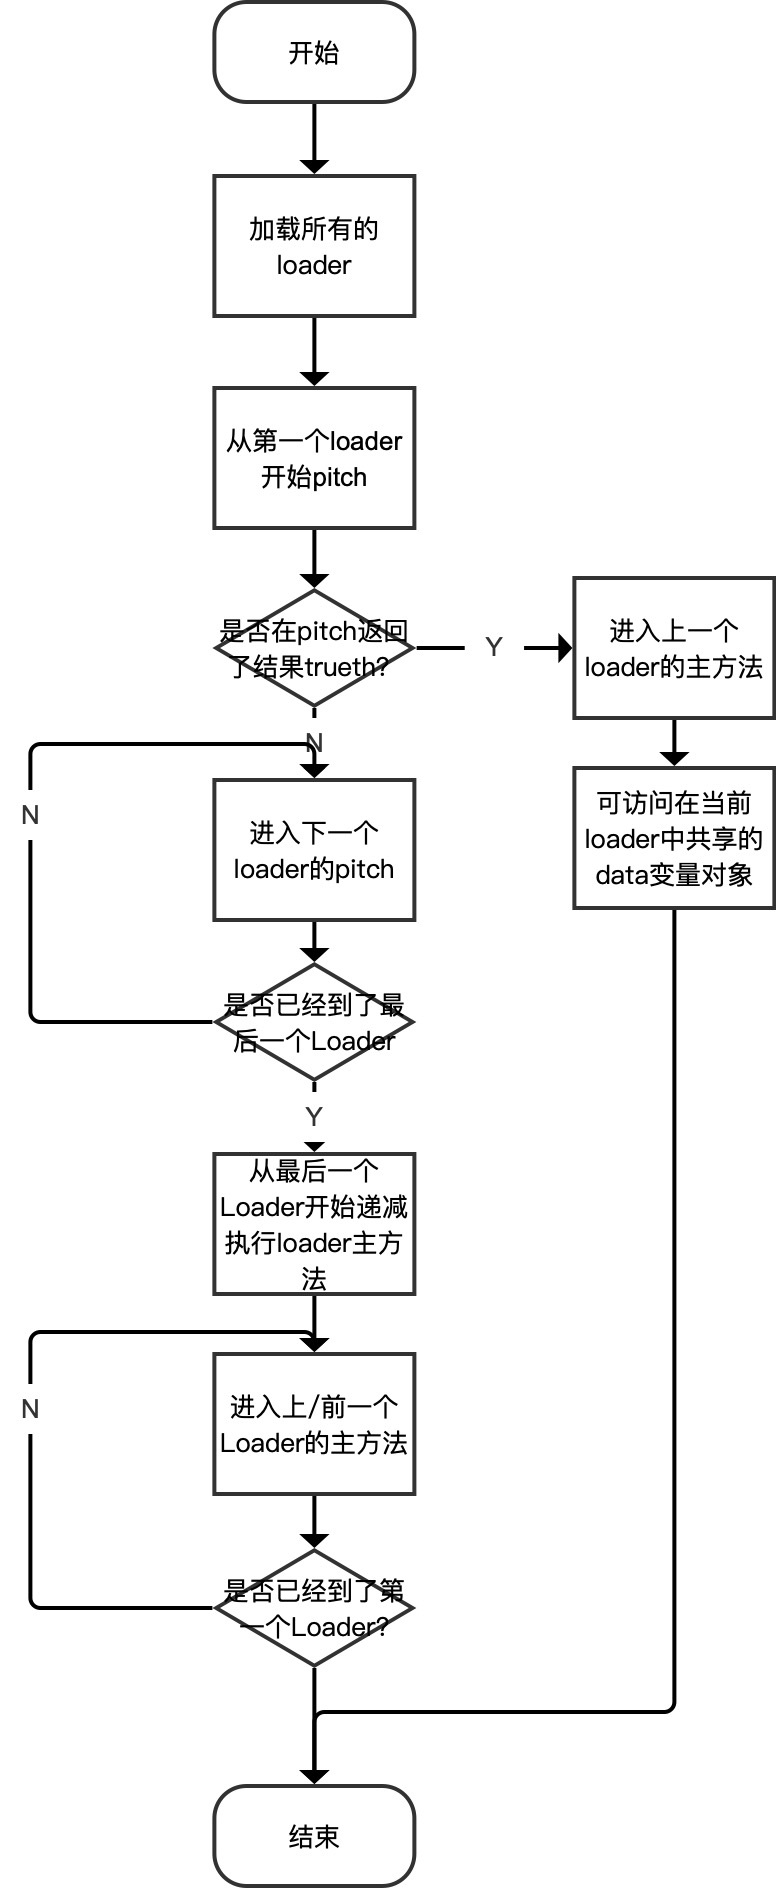 开始
加载所有的
loader
从第一个loader
开始pitch
是否在pitch返回
了结果trueth?
Y
进入上一个
loader的主方法
可访问在当前
loader中共享的
data变量对象
N
N
进入下一个
loader的pitch
是否已经到了最
后一个Loader
Y
从最后一个
Loader开始递减
执行loader主方
法
N
进入上/前一个
Loader的主方法
是否已经到了第
一个Loader?
结束